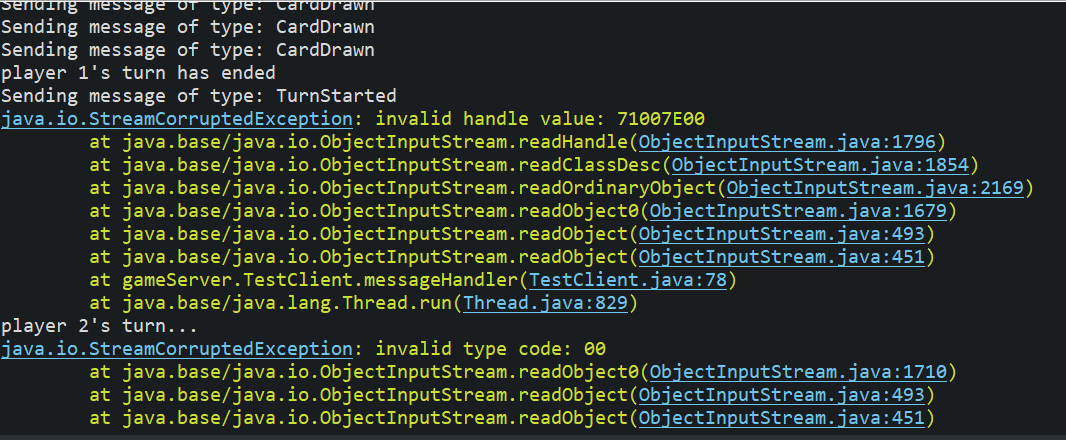 Sending message of type: CardDrawn
Sending message of type: CardDrawn
Sending message of type: CardDrawn
player 1's turn has ended
Sending message of type: TurnStarted
java.io.StreamCorruptedException: invalid handle value: 71007E00
at java.base/java.io.ObjectInputStream.readHandle(ObjectInputStream.java:1796)
at java.base/java.io.ObjectInputStream.readClassDesc(ObjectInputStream.java:1854)
at java.base/java.io.ObjectInputStream.readOrdinaryObject(ObjectInputStream.java:2169)
at java.base/java.io.ObjectInputStream.readObject0(ObjectInputStream.java:1679)
at java.base/java.io.ObjectInputStream.readObject(ObjectInputStream.java:493)
at java.base/java.io.ObjectInputStream.readObject(ObjectInputStream.java:451)
at gameServer.TestClient.messageHandler(TestClient.java:78)
at java.base/java.lang.Thread.run(Thread.java:829)
player 2's turn...
java.io.StreamCorruptedException: invalid type code: 00
at java.base/java.io.ObjectInputStream.readObject0(ObjectInputStream.java:1710)
at java.base/java.io.ObjectInputStream.readObject(ObjectInputStream.java:493)
at java.base/java.io.ObjectInputStream.readObject(ObjectInputStream.java:451)